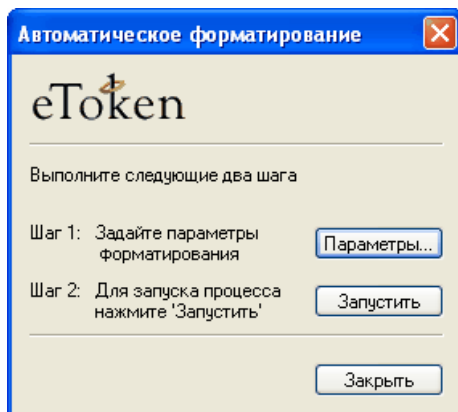 Автоматическое форматирование
eToken
Выполните следующие два шага
Шаг 1: Задайте параметры
форматирования
Параметры...
Шаг 2: Для запуска процесса
нажмите 'Запустить'
Запустить
Закрыть